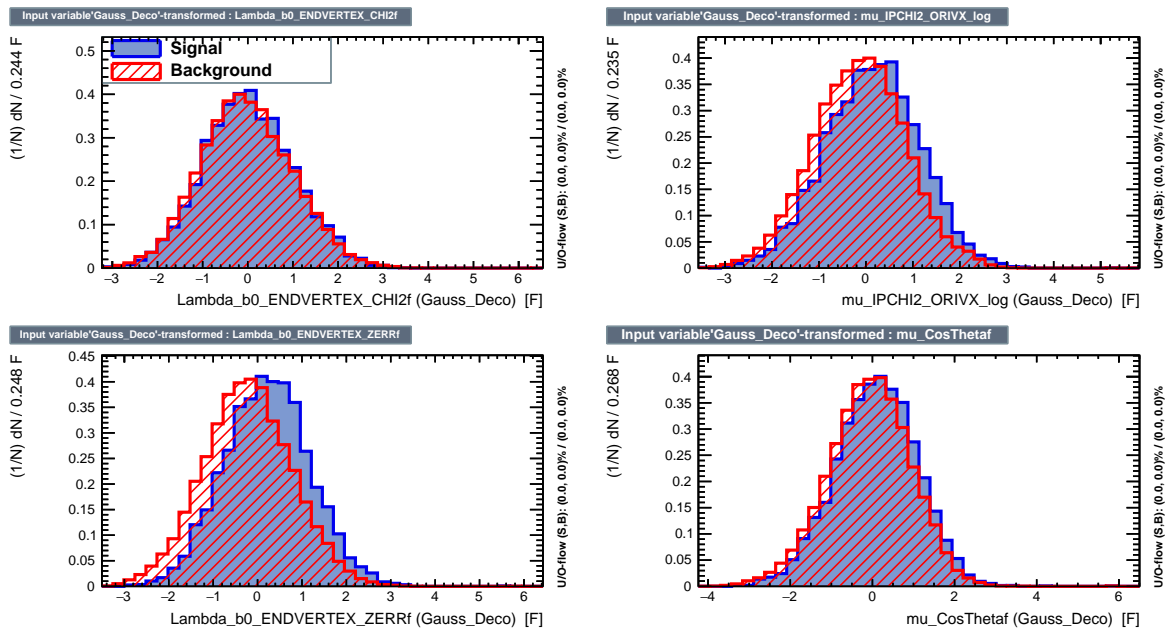 Input variable'Gauss_Deco'-transformed : Lambda_b0_ENDVERTEX_CHI2f
(1/N) dN / 0.244 F
0.5
0.4
0.3
0.2
0.1
0
Signal
Background
−3 −2 −1 0 1 2 3 4 5 6
Lambda_b0_ENDVERTEX_CHI2f (Gauss_Deco) [F]
U/O-flow (S,B): (0.0, 0.0)% / (0.0, 0.0)%
Input variable'Gauss_Deco'-transformed : mu_IPCHI2_ORIVX_log
(1/N) dN / 0.235 F
0.4
0.35
0.3
0.25
0.2
0.15
0.1
0.05
0
−3 −2 −1 0 1 2 3 4 5
mu_IPCHI2_ORIVX_log (Gauss_Deco) [F]
U/O-flow (S,B): (0.0, 0.0)% / (0.0, 0.0)%
Input variable'Gauss_Deco'-transformed : Lambda_b0_ENDVERTEX_ZERRf
(1/N) dN / 0.248 F
0.45
0.4
0.35
0.3
0.25
0.2
0.15
0.1
0.05
0
−3 −2 −1 0 1 2 3 4 5 6
Lambda_b0_ENDVERTEX_ZERRf (Gauss_Deco) [F]
U/O-flow (S,B): (0.0, 0.0)% / (0.0, 0.0)%
Input variable'Gauss_Deco'-transformed : mu_CosThetaf
(1/N) dN / 0.268 F
0.4
0.35
0.3
0.25
0.2
0.15
0.1
0.05
0
−4 −2 0 2 4 6
mu_CosThetaf (Gauss_Deco) [F]
U/O-flow (S,B): (0.0, 0.0)% / (0.0, 0.0)%